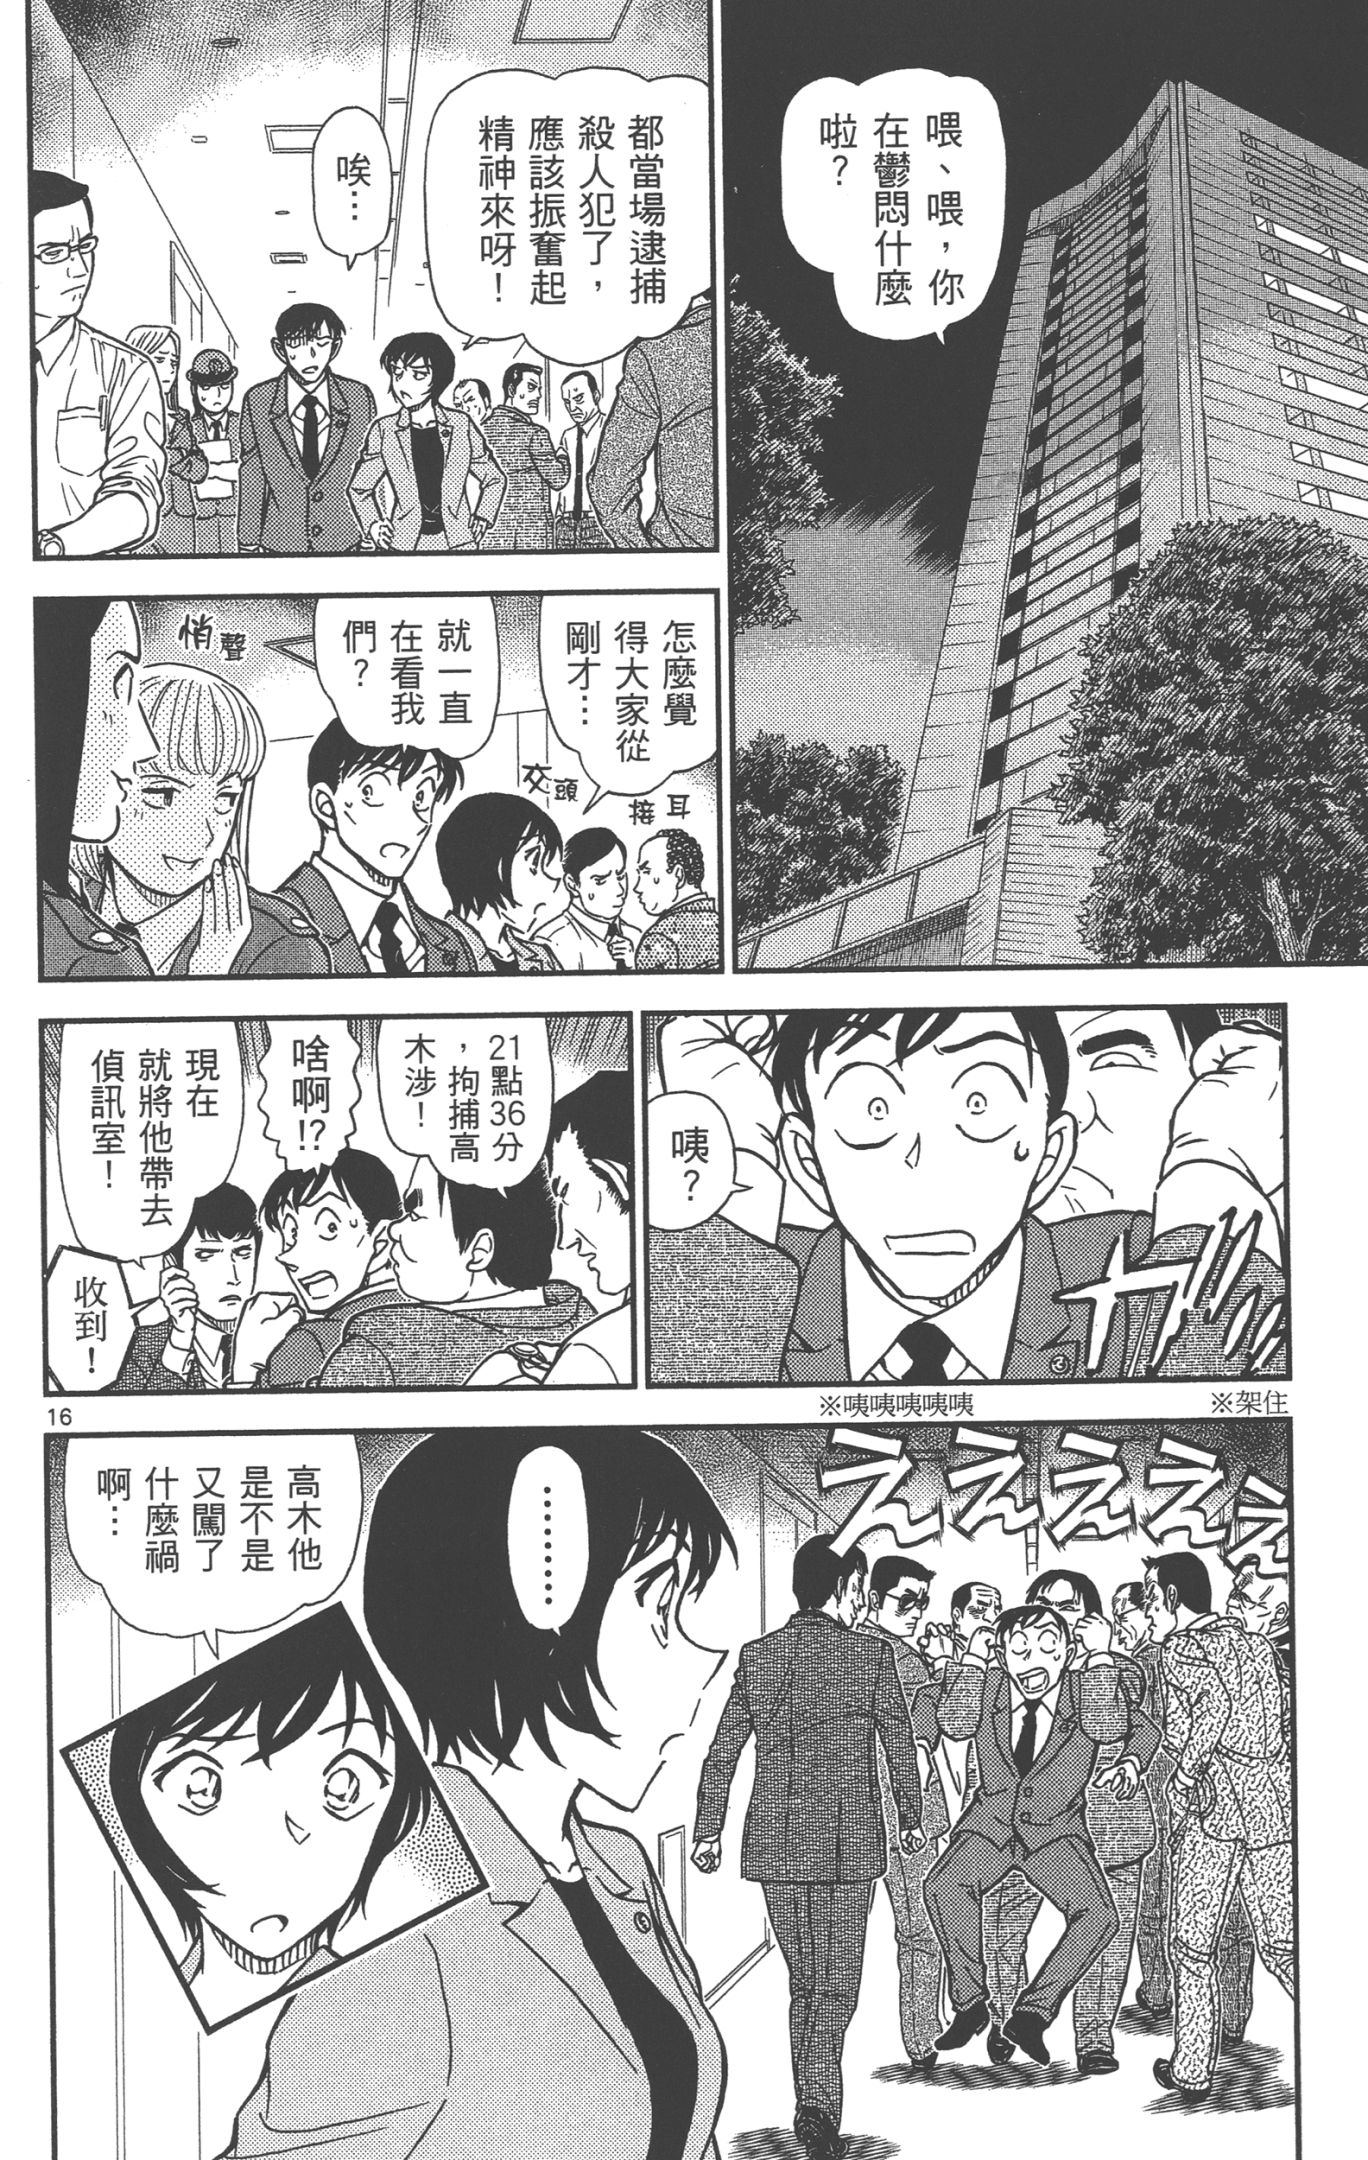 喂、喂，你
在鬱悶什麼
啦？
都當場逮捕
殺人犯了，
應該振奮起
精神來呀！
唉…
怎麼覺
得大家從
剛才…
就一直
在看我
們？
交頭
接耳
悄聲
咦？
ガバッ
※架住
21點36分
，拘捕高
木涉！
啥啊!?
現在
就將他帶去
偵訊室！
收到！
16
※咦咦咦咦咦
えええええ
………
高木他
是不是
又闖了
什麼禍
啊…